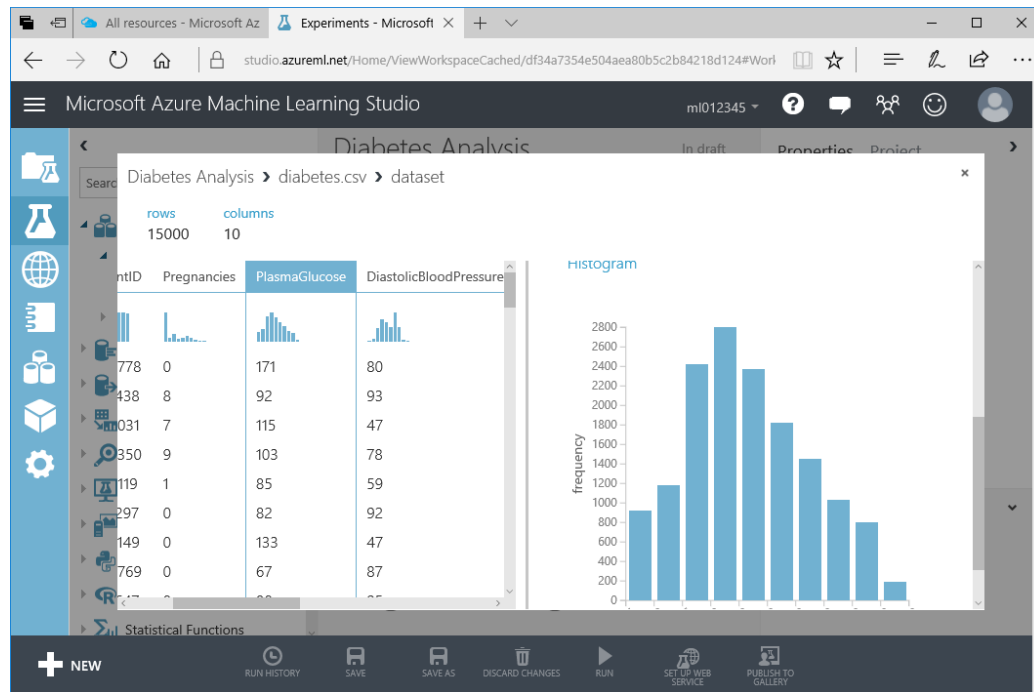 All resources - Microsoft Az
Experiments - Microsoft
studio.azureml.net/Home/ViewWorkspaceCached/df34a7354e504aea80b5c2b84218d124#Work
Microsoft Azure Machine Learning Studio
ml012345
Diabetes Analysis
In draft
Properties Project
Searc
Diabetes Analysis > diabetes.csv > dataset
rows columns
15000 10
ntID Pregnancies PlasmaGlucose DiastolicBloodPressure
778 0 171 80
438 8 92 93
031 7 115 47
350 9 103 78
119 1 85 59
297 0 82 92
149 0 133 47
769 0 67 87
Histogram
2800
2600
2400
2200
2000
1800
1600
1400
1200
1000
800
600
400
200
0
frequency
Statistical Functions
NEW
RUN HISTORY
SAVE
SAVE AS
DISCARD CHANGES
RUN
SET UP WEB
SERVICE
PUBLISH TO
GALLERY